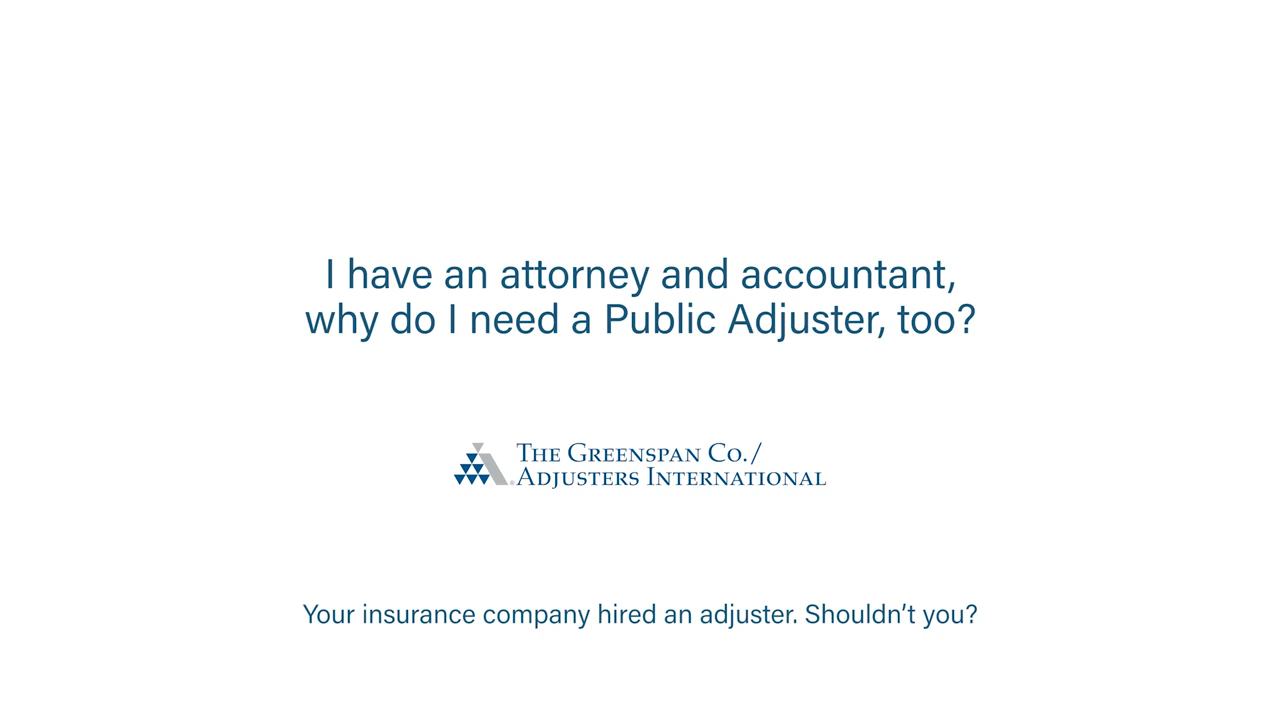 I have an attorney and accountant,
why do I need a Public Adjuster, too?
The Greenspan Co./
Adjusters International
Your insurance company hired an adjuster. Shouldn’t you?